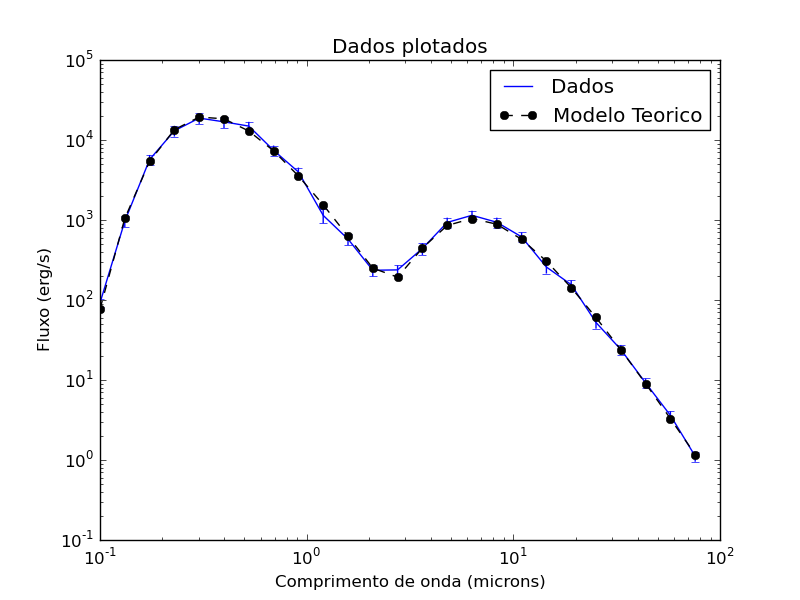 Dados plotados
Dados
Modelo Teorico
Fluxo (erg/s)
10^5
10^4
10^3
10^2
10^1
10^0
10^-1
10^-1 10^0 10^1 10^2
Comprimento de onda (microns)